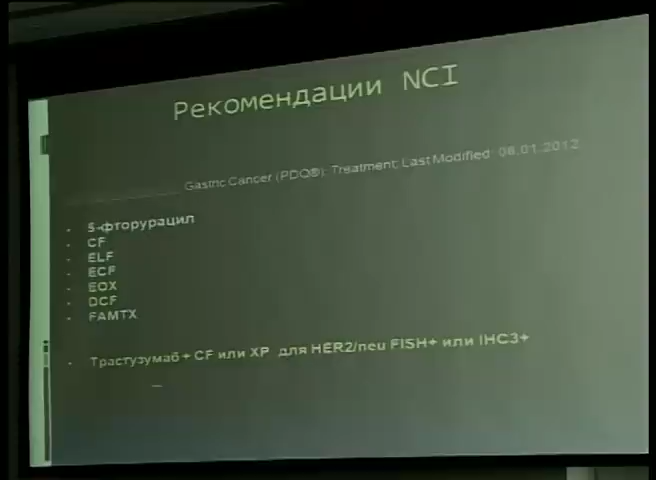 Рекомендации NCI
Gastric Cancer (PDQ®): Treatment; Last Modified: 06.01.2012
• 5-фторурацил
• CF
• ELF
• ECF
• EOX
• DCF
• FAMTX
• Трастузумаб + CF или XP для HER2/neu FISH+ или IHC3+